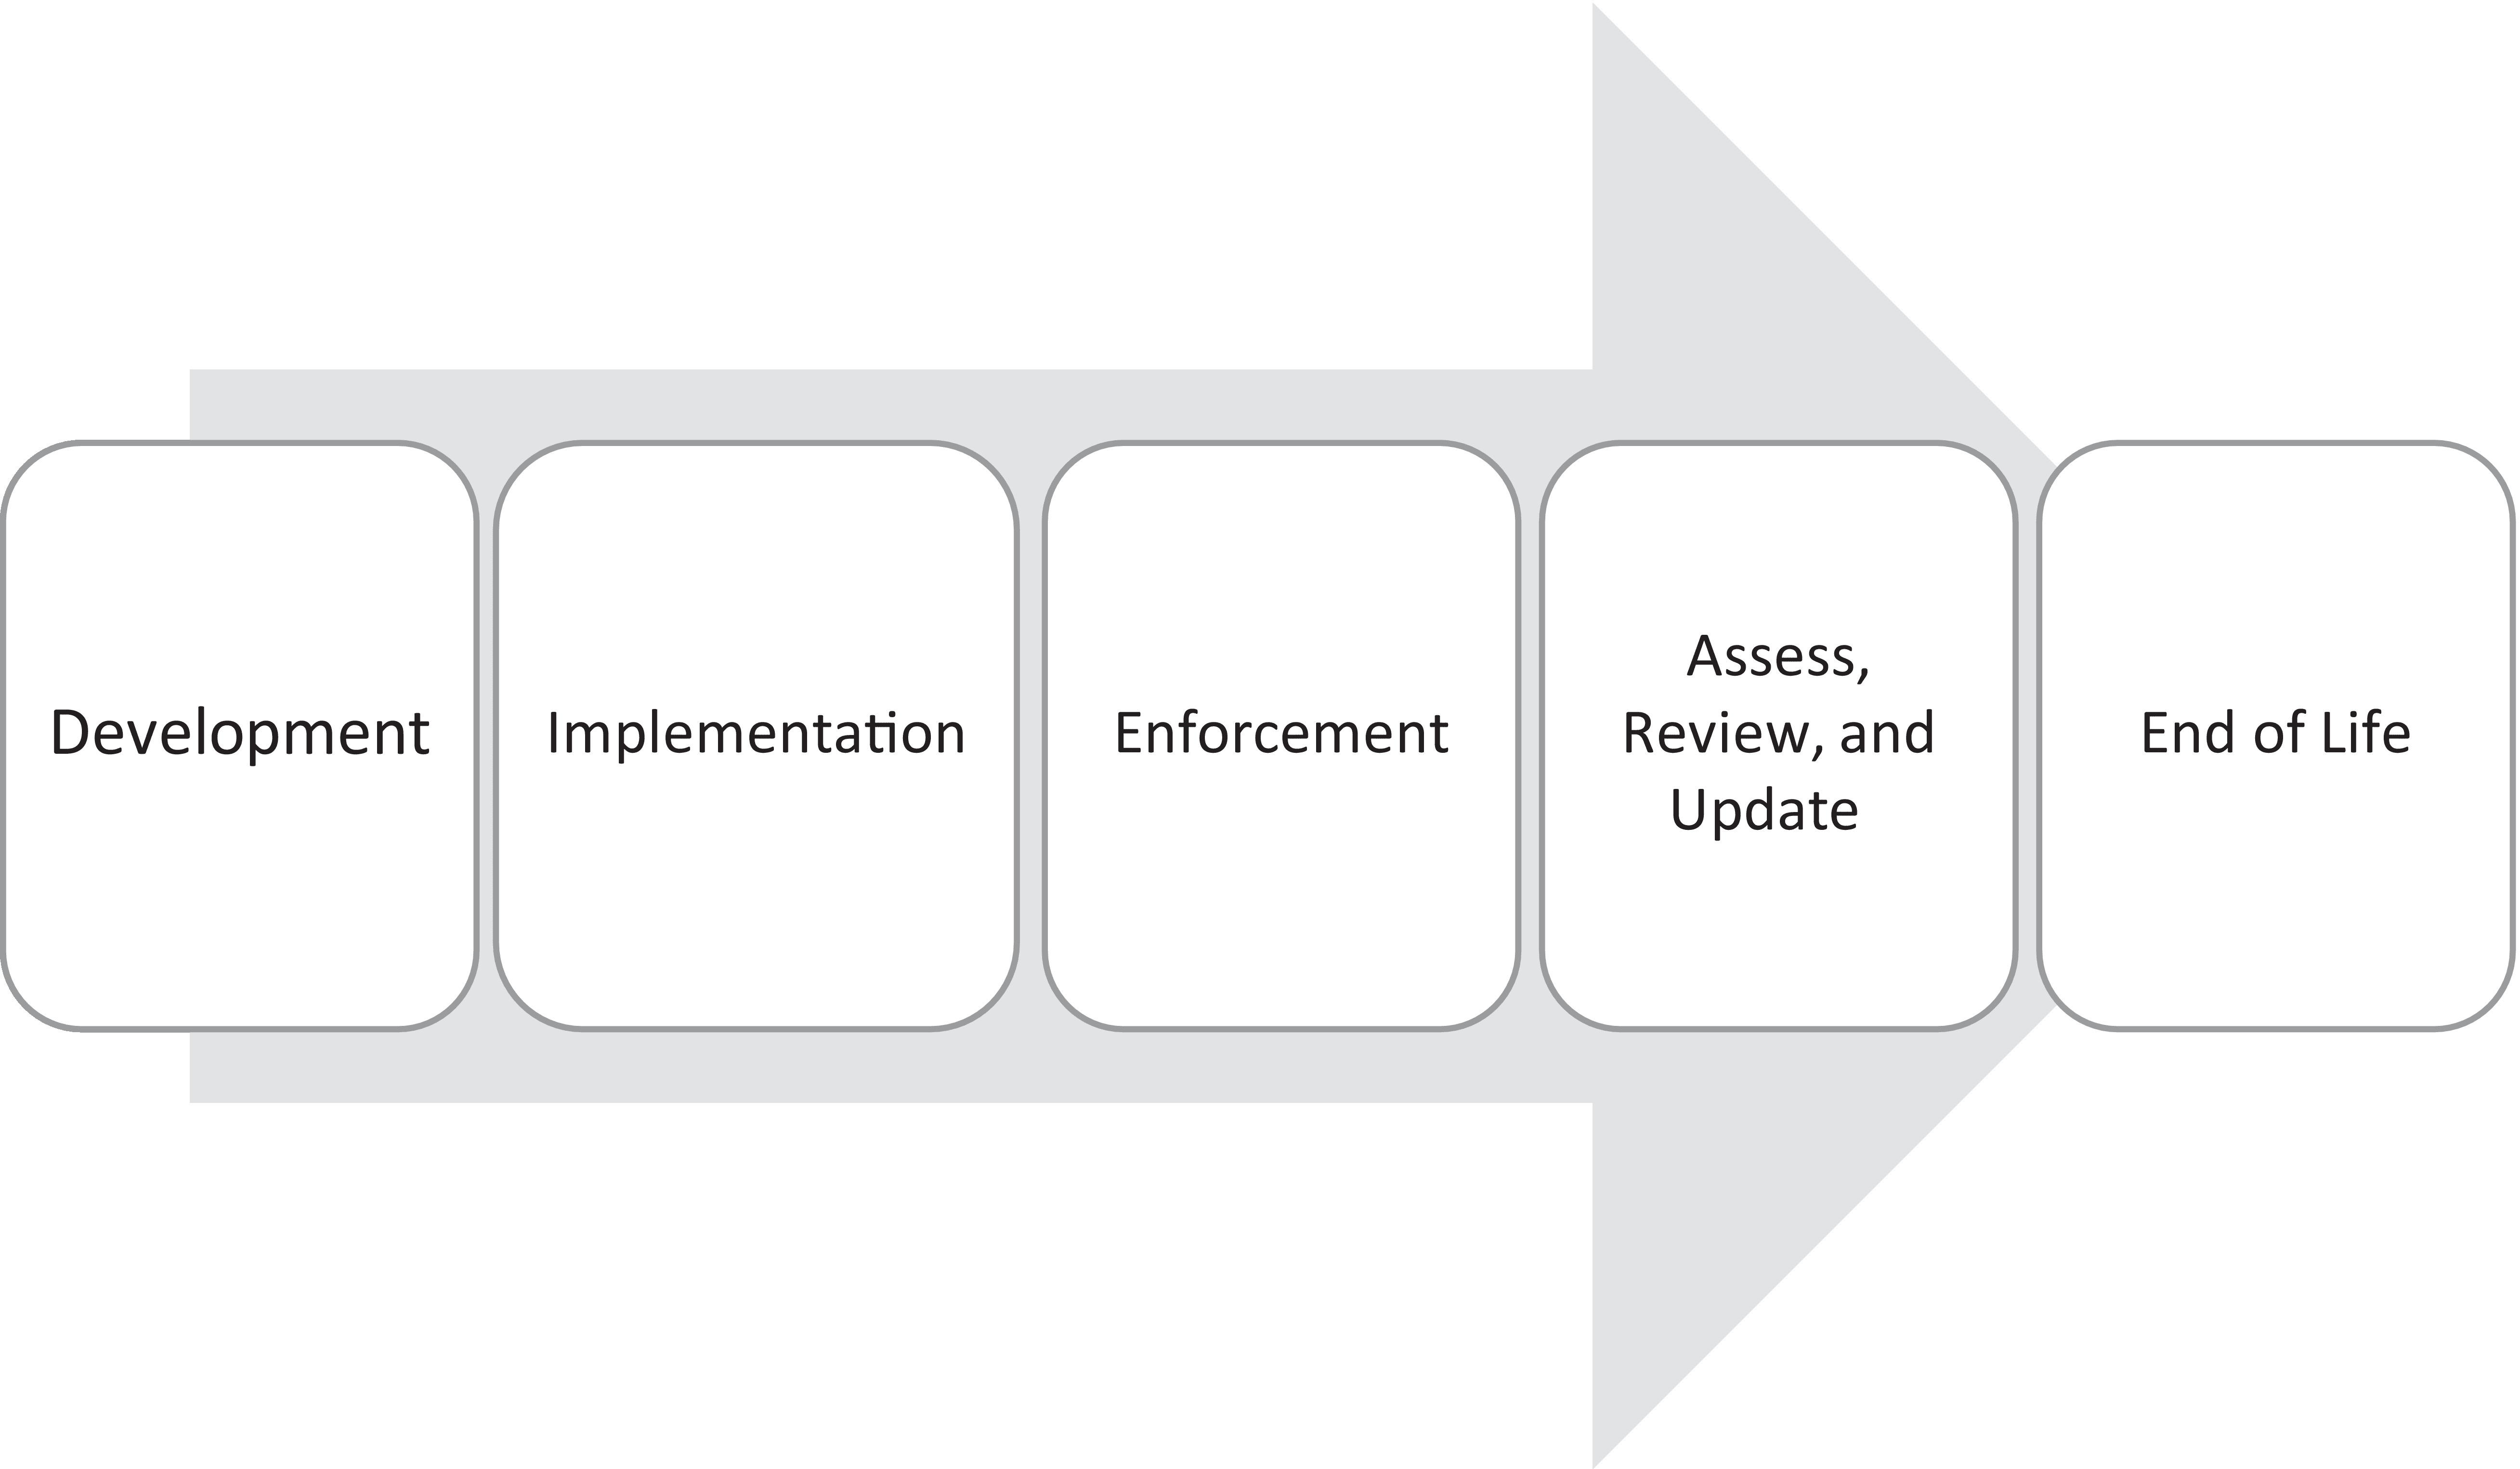 Development
Implementation
Enforcement
Assess,
Review, and
Update
End of Life